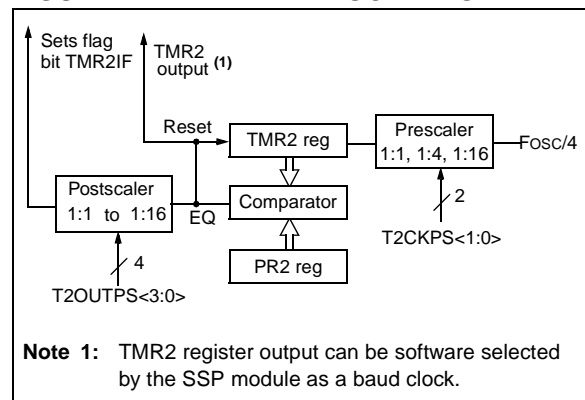 Sets flag
bit TMR2IF
TMR2
output (1)
Reset
TMR2 reg
Prescaler
1:1, 1:4, 1:16
FOSC/4
Postscaler
1:1 to 1:16
EQ
Comparator
2
T2CKPS<1:0>
4
PR2 reg
T2OUTPS<3:0>
Note 1: TMR2 register output can be software selected
by the SSP module as a baud clock.